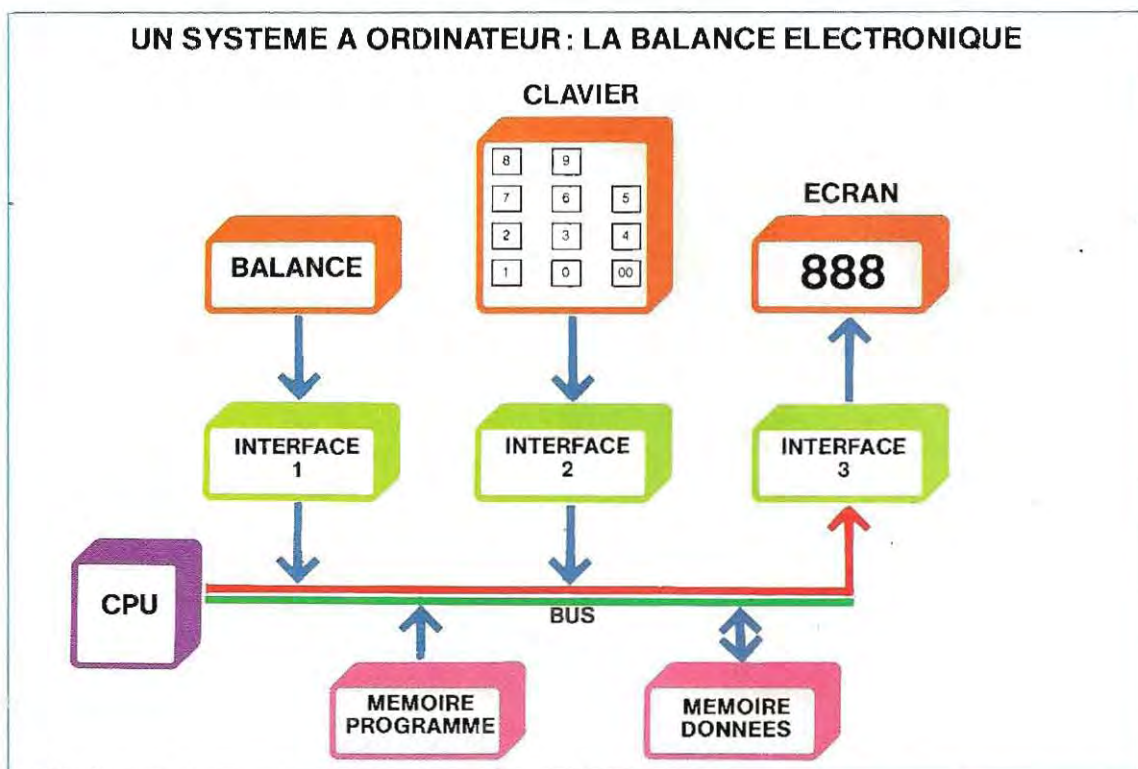 UN SYSTEME A ORDINATEUR : LA BALANCE ELECTRONIQUE
CLAVIER
8 9
7 6 5
2 3 4
1 0 00
ECRAN
888
BALANCE
INTERFACE
1
INTERFACE
2
INTERFACE
3
CPU
BUS
MEMOIRE
PROGRAMME
MEMOIRE
DONNEES